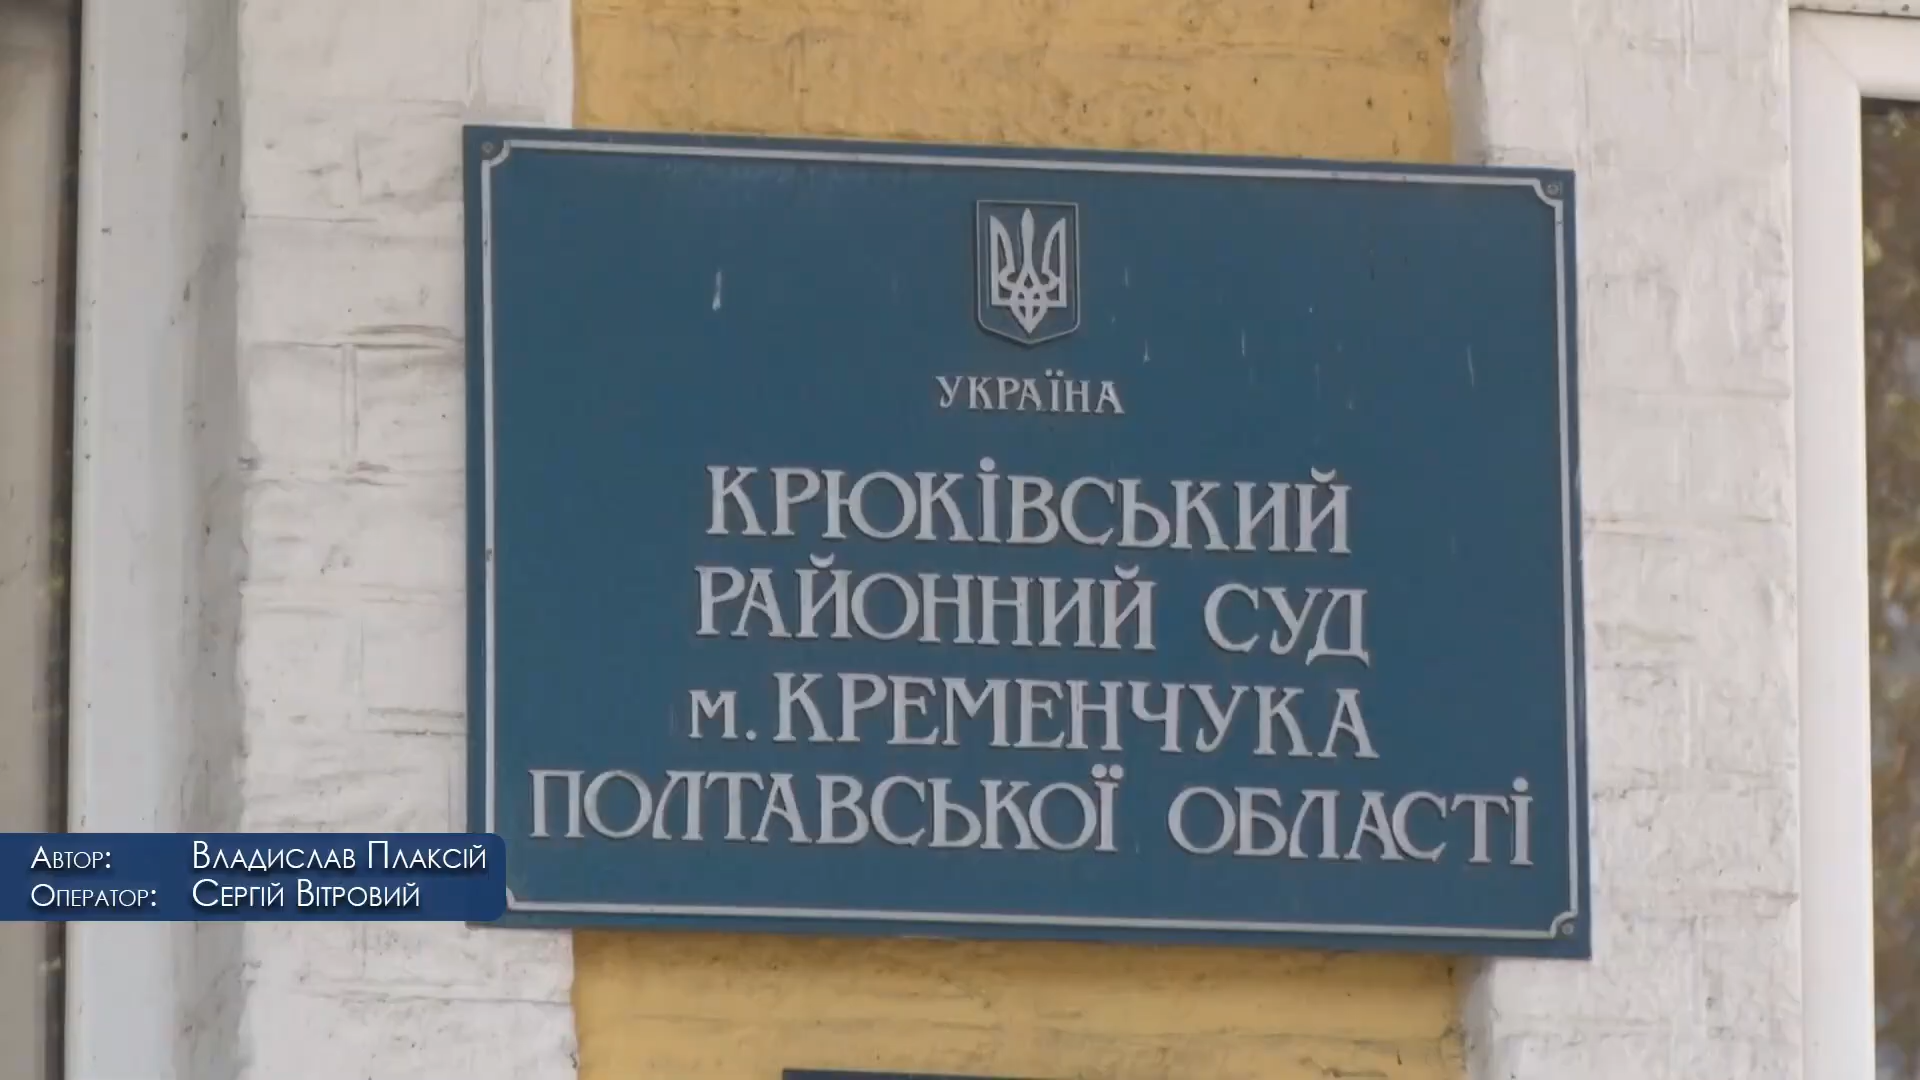 УКРАЇНА
КРЮКІВСЬКИЙ
РАЙОННИЙ СУД
м. КРЕМЕНЧУКА
ПОЛТАВСЬКОЇ ОБЛАСТІ
Автор: Владислав Плаксій
Оператор: Сергій Вітровий